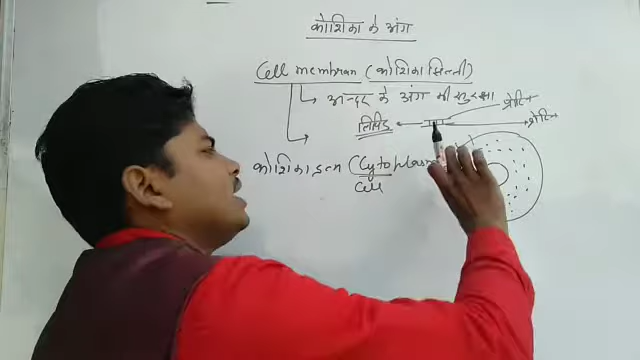 कोशिका के अंग
Cell membran (कोशिका झिल्ली)
अन्दर के अंग की सुरक्षा
प्रोटिन
लिपिड
प्रोटिन
कोशिका द्रव्य (Cytoplasm
Cell